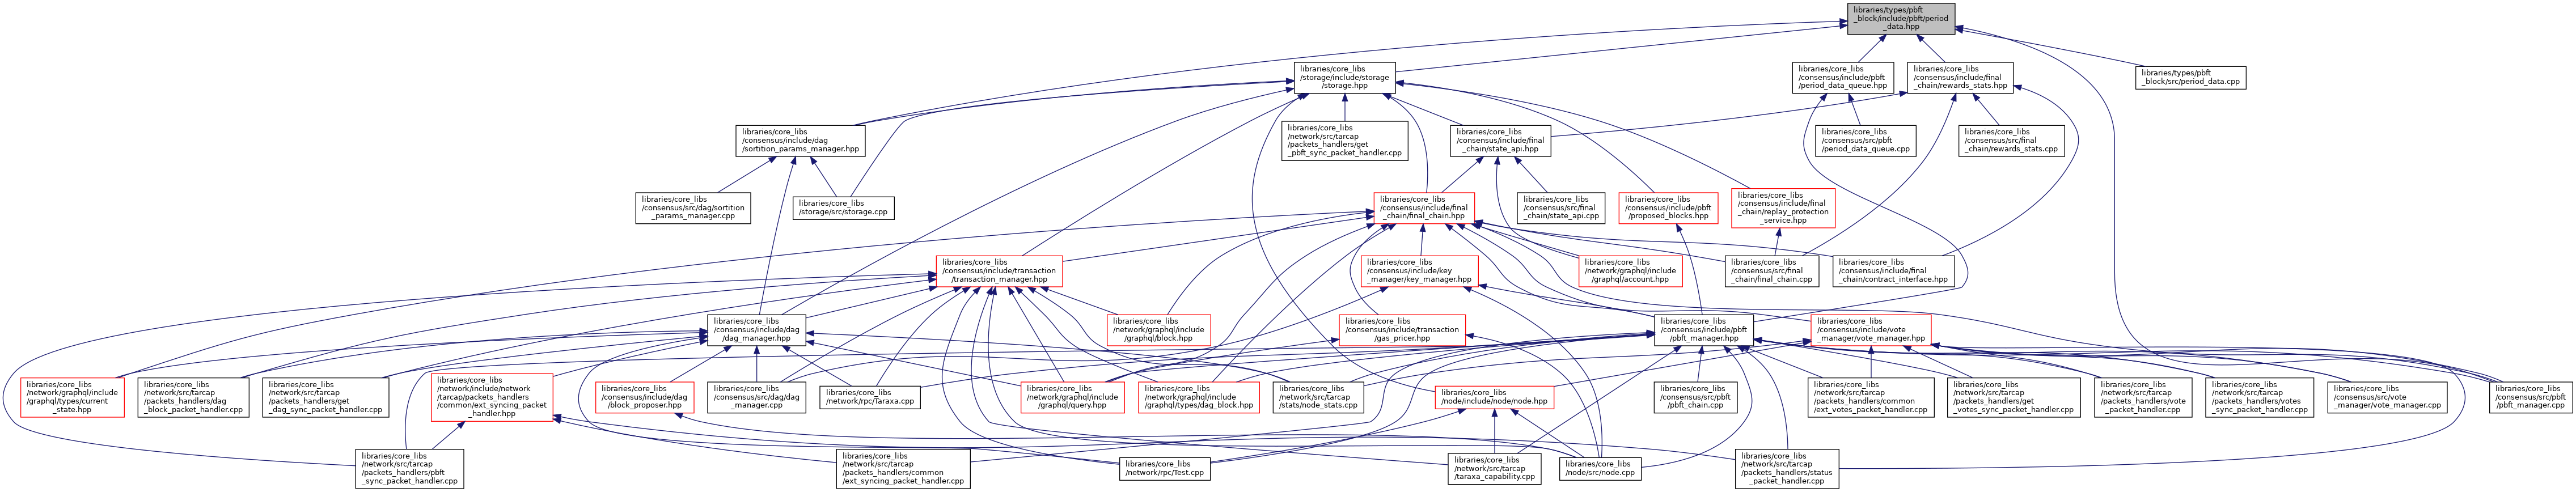 libraries/types/pbft
_block/include/pbft/period
_data.hpp
libraries/core_libs
/storage/include/storage
/storage.hpp
libraries/core_libs
/consensus/include/pbft
/period_data_queue.hpp
libraries/core_libs
/consensus/include/final
_chain/rewards_stats.hpp
libraries/types/pbft
_block/src/period_data.cpp
libraries/core_libs
/consensus/include/dag
/sortition_params_manager.hpp
libraries/core_libs
/network/src/tarcap
/packets_handlers/get
_pbft_sync_packet_handler.cpp
libraries/core_libs
/consensus/include/final
_chain/state_api.hpp
libraries/core_libs
/consensus/src/pbft
/period_data_queue.cpp
libraries/core_libs
/consensus/src/final
_chain/rewards_stats.cpp
libraries/core_libs
/consensus/src/dag/sortition
_params_manager.cpp
libraries/core_libs
/storage/src/storage.cpp
libraries/core_libs
/consensus/include/final
_chain/final_chain.hpp
libraries/core_libs
/consensus/src/final
_chain/state_api.cpp
libraries/core_libs
/consensus/include/pbft
/proposed_blocks.hpp
libraries/core_libs
/consensus/include/final
_chain/replay_protection
_service.hpp
libraries/core_libs
/consensus/include/transaction
/transaction_manager.hpp
libraries/core_libs
/consensus/include/key
_manager/key_manager.hpp
libraries/core_libs
/network/graphql/include
/graphql/account.hpp
libraries/core_libs
/consensus/src/final
_chain/final_chain.cpp
libraries/core_libs
/consensus/include/final
_chain/contract_interface.hpp
libraries/core_libs
/consensus/include/dag
/dag_manager.hpp
libraries/core_libs
/network/graphql/include
/graphql/block.hpp
libraries/core_libs
/consensus/include/transaction
/gas_pricer.hpp
libraries/core_libs
/consensus/include/pbft
/pbft_manager.hpp
libraries/core_libs
/consensus/include/vote
_manager/vote_manager.hpp
libraries/core_libs
/network/graphql/include
/graphql/types/current
_state.hpp
libraries/core_libs
/network/src/tarcap
/packets_handlers/dag
_block_packet_handler.cpp
libraries/core_libs
/network/src/tarcap
/packets_handlers/get
_dag_sync_packet_handler.cpp
libraries/core_libs
/network/include/network
/tarcap/packets_handlers
/common/ext_syncing_packet
_handler.hpp
libraries/core_libs
/consensus/include/dag
/block_proposer.hpp
libraries/core_libs
/consensus/src/dag/dag
_manager.cpp
libraries/core_libs
/network/rpc/Taraxa.cpp
libraries/core_libs
/network/graphql/include
/graphql/query.hpp
libraries/core_libs
/network/graphql/include
/graphql/types/dag_block.hpp
libraries/core_libs
/network/src/tarcap
/stats/node_stats.cpp
libraries/core_libs
/node/include/node/node.hpp
libraries/core_libs
/consensus/src/pbft
/pbft_chain.cpp
libraries/core_libs
/network/src/tarcap
/packets_handlers/common
/ext_votes_packet_handler.cpp
libraries/core_libs
/network/src/tarcap
/packets_handlers/get
_votes_sync_packet_handler.cpp
libraries/core_libs
/network/src/tarcap
/packets_handlers/vote
_packet_handler.cpp
libraries/core_libs
/network/src/tarcap
/packets_handlers/votes
_sync_packet_handler.cpp
libraries/core_libs
/consensus/src/vote
_manager/vote_manager.cpp
libraries/core_libs
/consensus/src/pbft
/pbft_manager.cpp
libraries/core_libs
/network/src/tarcap
/packets_handlers/pbft
_sync_packet_handler.cpp
libraries/core_libs
/network/src/tarcap
/packets_handlers/common
/ext_syncing_packet_handler.cpp
libraries/core_libs
/network/rpc/Test.cpp
libraries/core_libs
/network/src/tarcap
/taraxa_capability.cpp
libraries/core_libs
/node/src/node.cpp
libraries/core_libs
/network/src/tarcap
/packets_handlers/status
_packet_handler.cpp